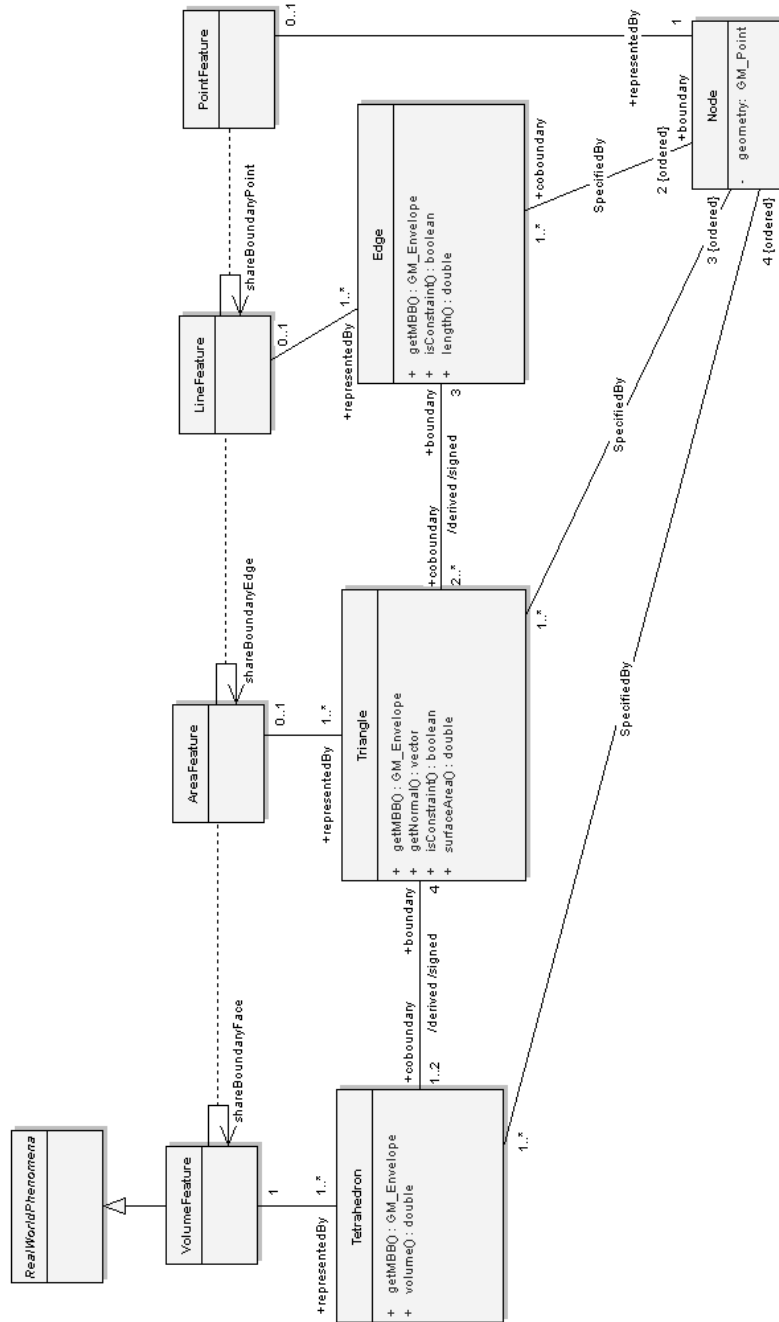 RealWorldPhenomena
VolumeFeature
shareBoundaryFace
AreaFeature
shareBoundaryEdge
LineFeature
shareBoundaryPoint
PointFeature
1
1..*
+representedBy
0..1
1..*
+representedBy
0..1
1..*
+representedBy
0..1
1
+representedBy
Tetrahedron
+ getMBB() : GM_Envelope
+ volume() : double
+coboundary
1..2
/derived /signed
+boundary
4
Triangle
+ getMBB() : GM_Envelope
+ getNormal() : vector
+ isConstraint() : boolean
+ surfaceArea() : double
+coboundary
2..*
/derived /signed
+boundary
3
Edge
+ getMBB() : GM_Envelope
+ isConstraint() : boolean
+ length() : double
+coboundary
1..*
SpecifiedBy
2 {ordered}
+boundary
Node
- geometry: GM_Point
1..*
SpecifiedBy
3 {ordered}
1..*
SpecifiedBy
4 {ordered}